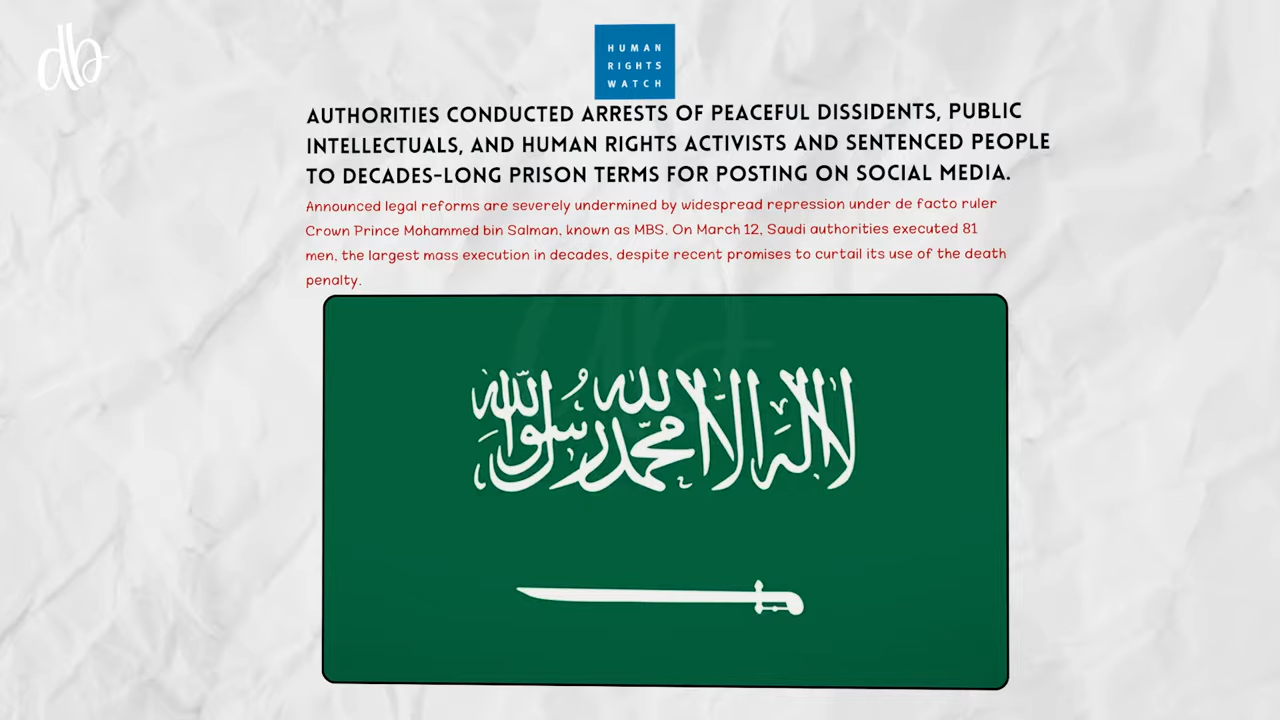 db
HUMAN
RIGHTS
WATCH
AUTHORITIES CONDUCTED ARRESTS OF PEACEFUL DISSIDENTS, PUBLIC
INTELLECTUALS, AND HUMAN RIGHTS ACTIVISTS AND SENTENCED PEOPLE
TO DECADES-LONG PRISON TERMS FOR POSTING ON SOCIAL MEDIA.
Announced legal reforms are severely undermined by widespread repression under de facto ruler
Crown Prince Mohammed bin Salman, known as MBS. On March 12, Saudi authorities executed 81
men, the largest mass execution in decades, despite recent promises to curtail its use of the death
penalty.
لا إله إلا الله محمد رسول الله